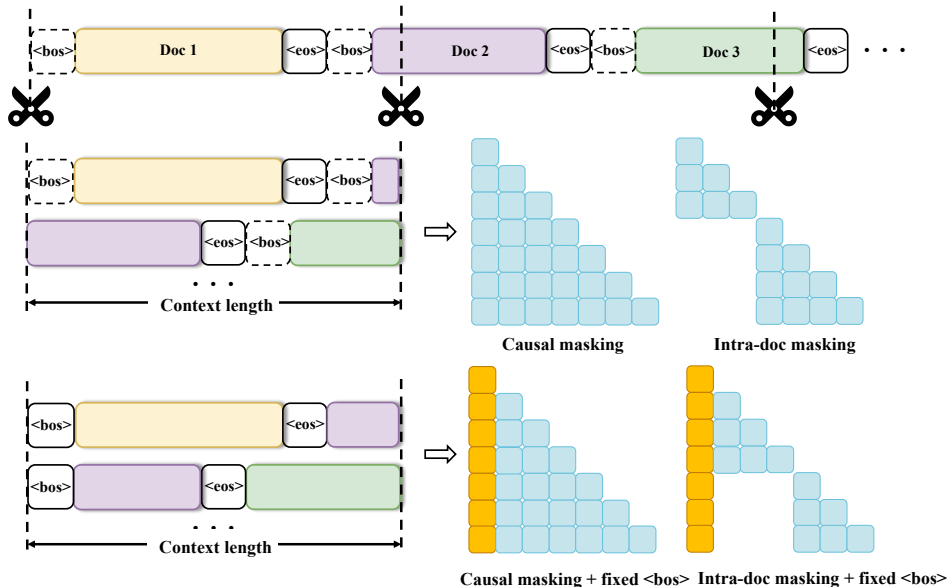 <bos> Doc 1 <eos> <bos> Doc 2 <eos> <bos> Doc 3 <eos> . . .
<bos> <eos> <bos>
<eos> <bos>
. . .
Context length
Causal masking Intra-doc masking
<bos> <eos>
<bos> <eos>
. . .
Context length
Causal masking + fixed <bos> Intra-doc masking + fixed <bos>